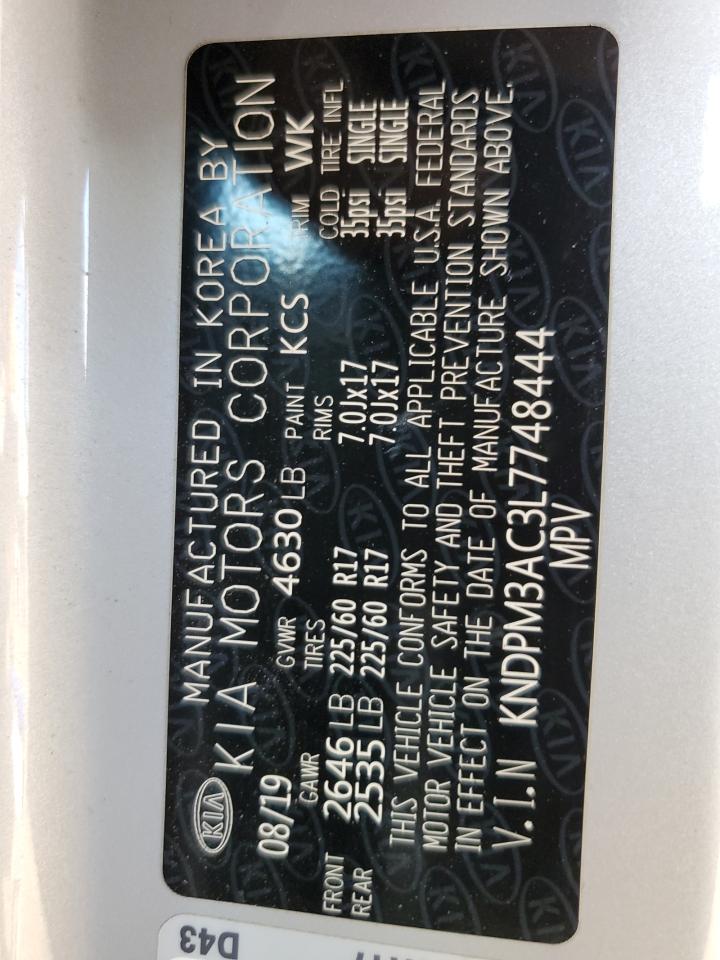 KIA
MANUFACTURED IN KOREA BY
KIA MOTORS CORPORATION
08/19 GVWR 4630 LB PAINT KCS TRIM WK
GAWR TIRES RIMS COLD TIRE INFL.
FRONT 2646 LB 225/60 R17 7.0Jx17 35psi SINGLE
REAR 2535 LB 225/60 R17 7.0Jx17 35psi SINGLE
THIS VEHICLE CONFORMS TO ALL APPLICABLE U.S.A. FEDERAL
MOTOR VEHICLE SAFETY AND THEFT PREVENTION STANDARDS
IN EFFECT ON THE DATE OF MANUFACTURE SHOWN ABOVE.
V.I.N KNDPM3AC3L7748444
MPV
D43